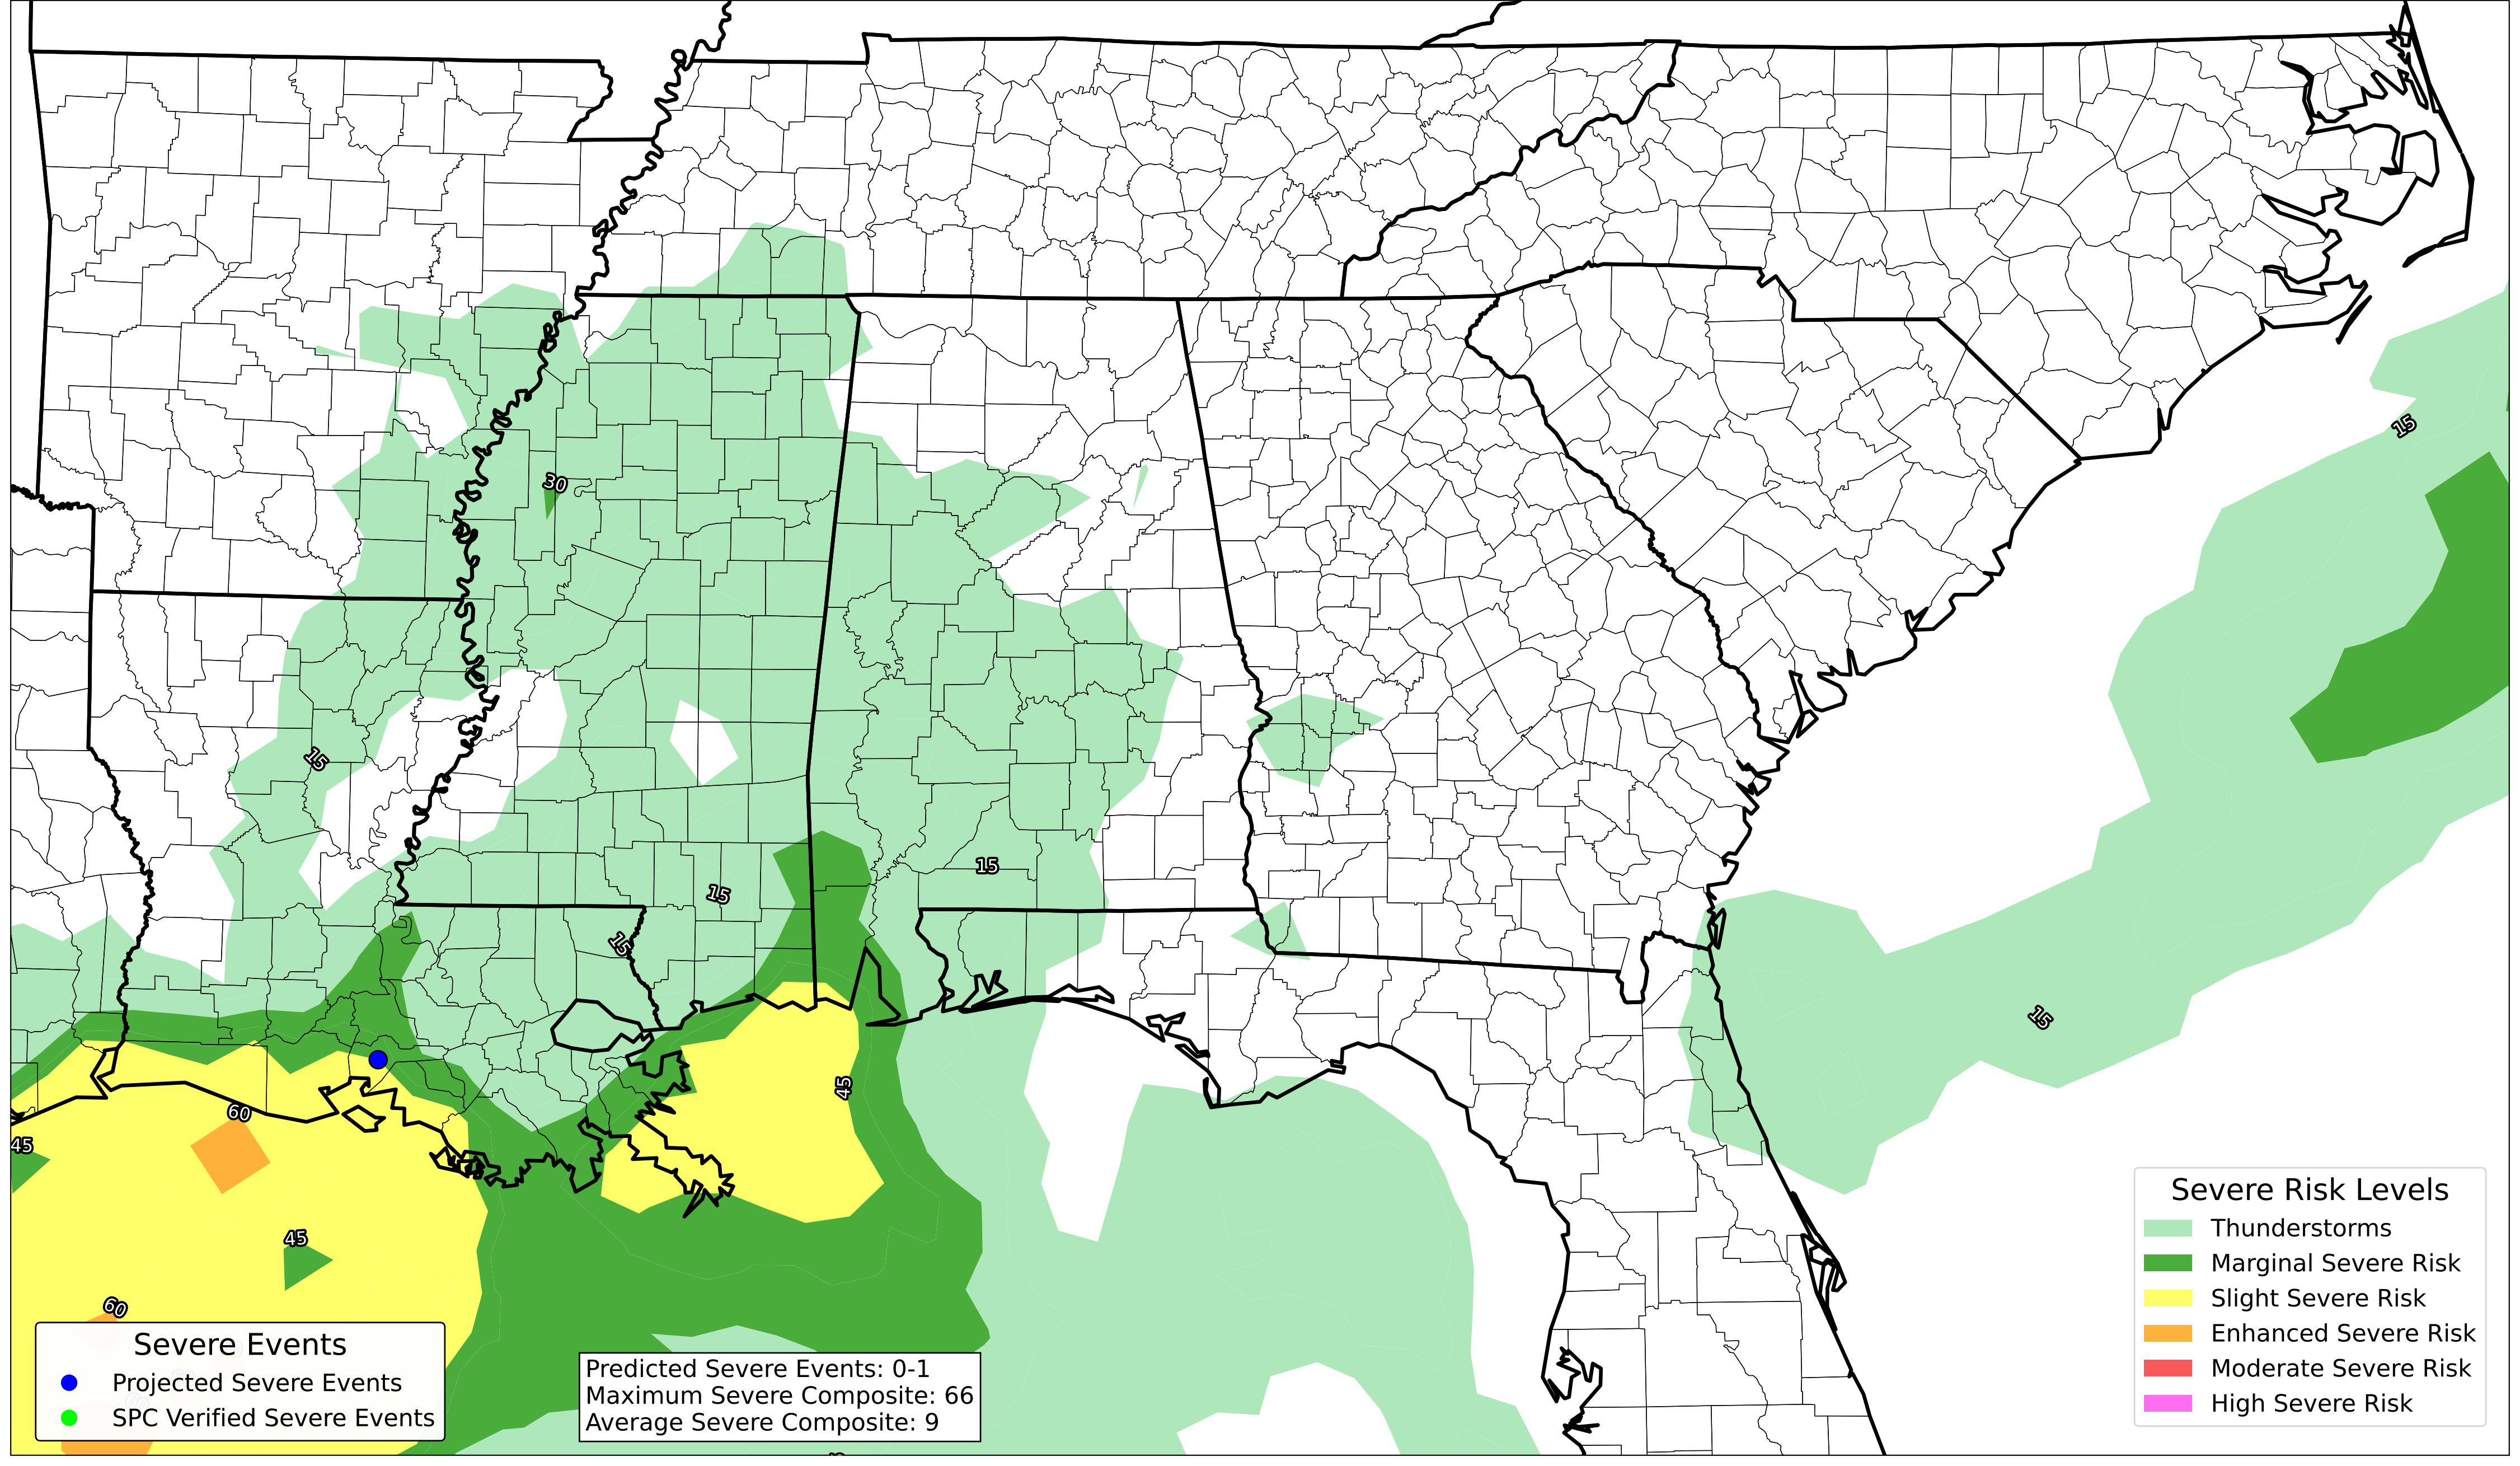 15
30
15
15
15
15
15
45
60
45
45
60
Severe Risk Levels
Thunderstorms
Marginal Severe Risk
Slight Severe Risk
Enhanced Severe Risk
Moderate Severe Risk
High Severe Risk
Severe Events
Projected Severe Events
SPC Verified Severe Events
Predicted Severe Events: 0-1
Maximum Severe Composite: 66
Average Severe Composite: 9